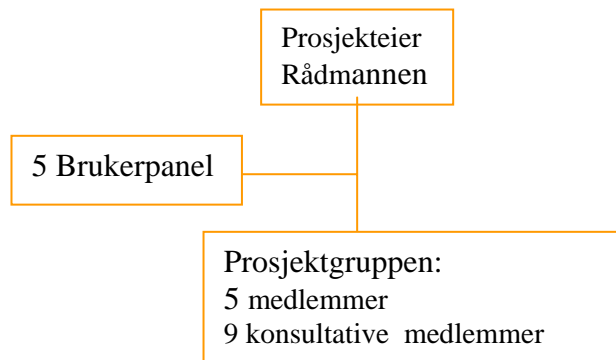 Prosjekteier
Rådmannen
5 Brukerpanel
Prosjektgruppen:
5 medlemmer
9 konsultative medlemmer